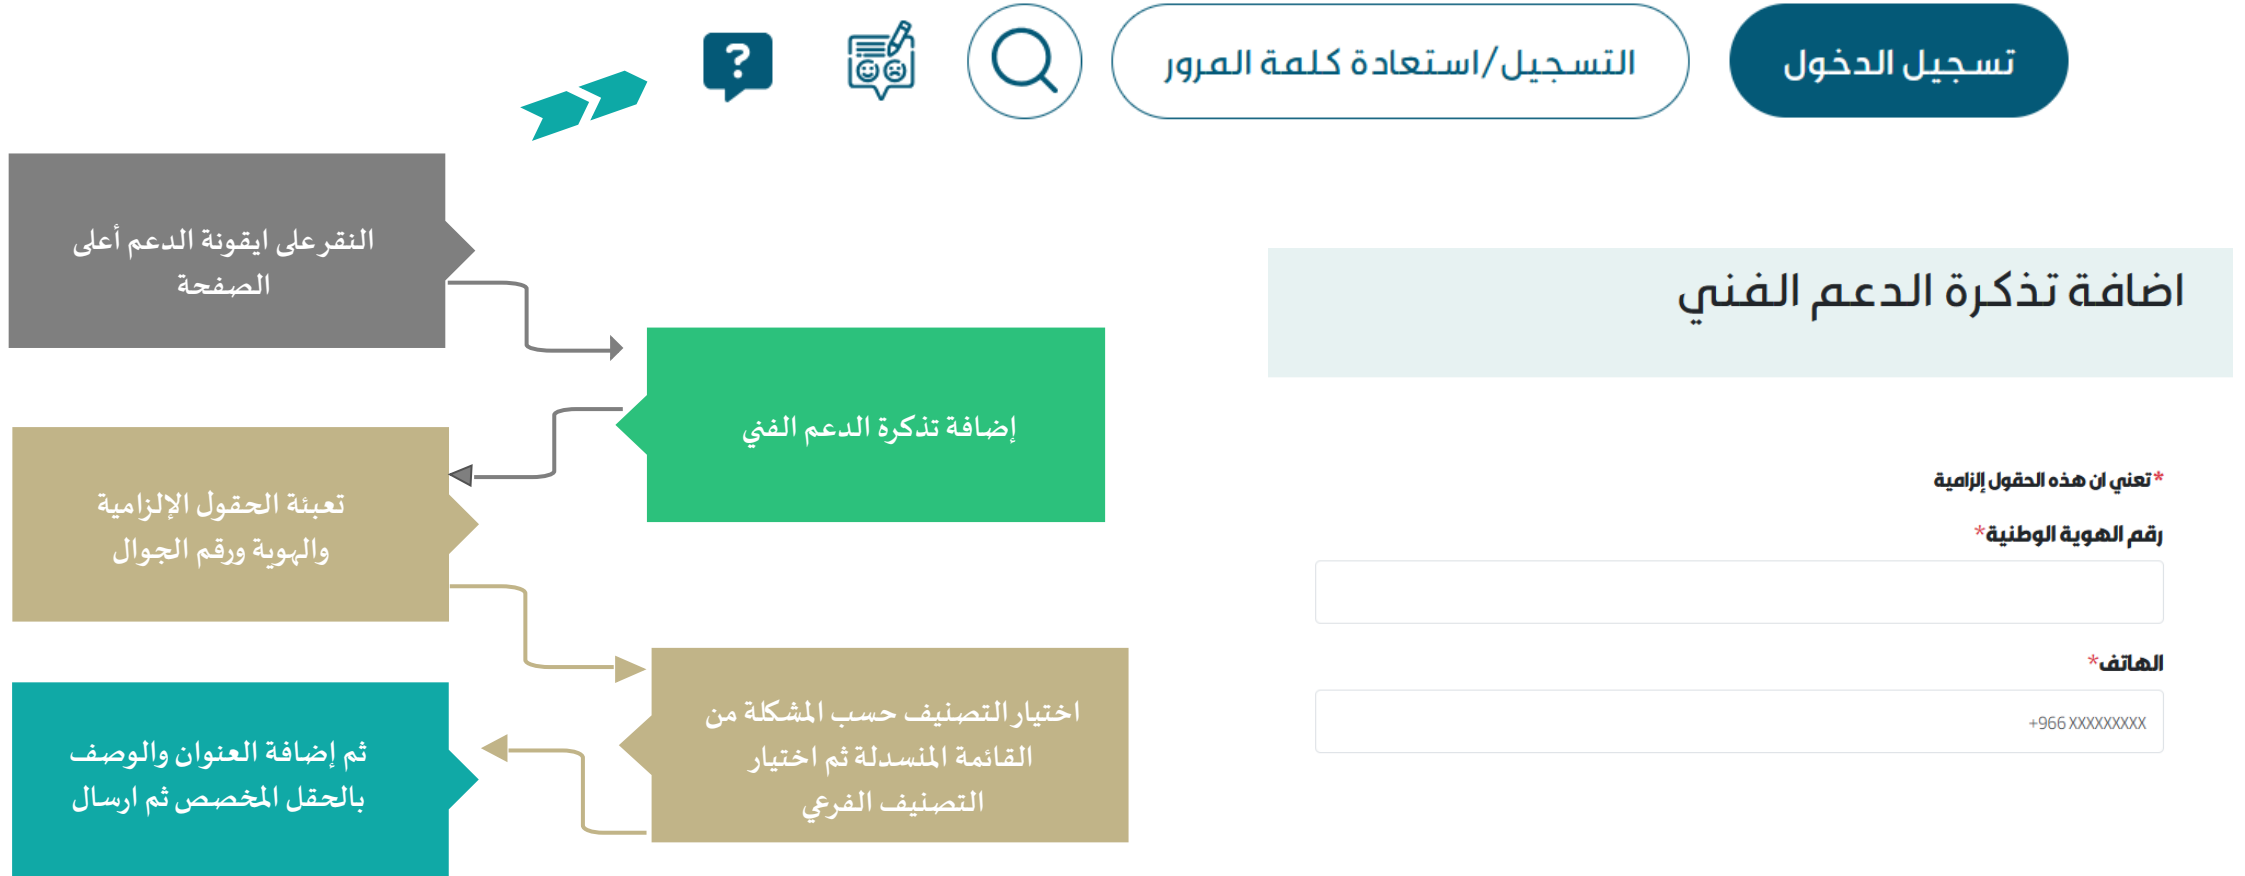 تسجيل الدخول
التسجيل/استعادة كلمة المرور
?
النقر على ايقونة الدعم أعلى
الصفحة
إضافة تذكرة الدعم الفني
تعبئة الحقول الإلزامية
والهوية ورقم الجوال
اختيار التصنيف حسب المشكلة من
القائمة المنسدلة ثم اختيار
التصنيف الفرعي
ثم إضافة العنوان والوصف
بالحقل المخصص ثم ارسال
اضافة تذكرة الدعم الفني
*تعني ان هذه الحقول إلزامية
رقم الهوية الوطنية*
الهاتف*
+966 XXXXXXXXX